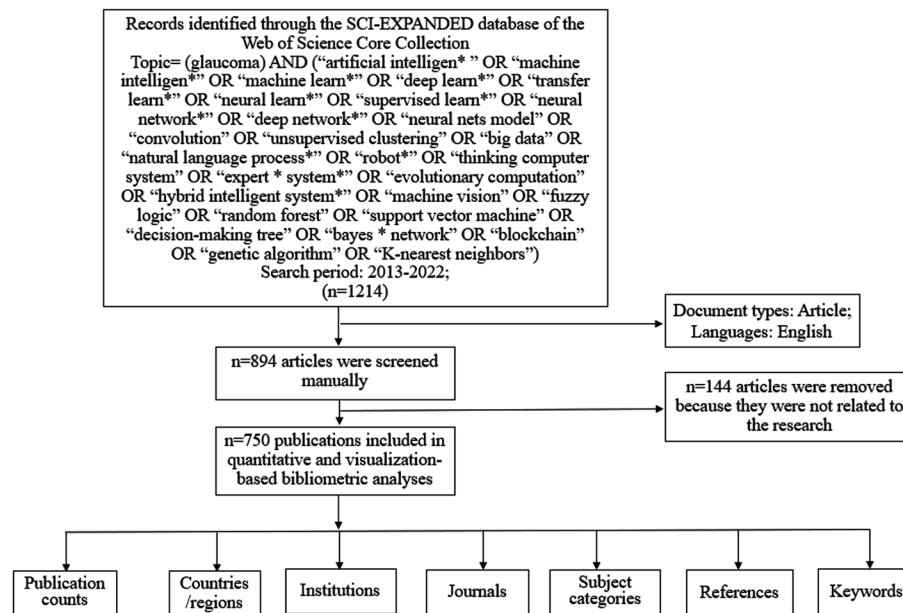 Records identified through the SCI-EXPANDED database of the
Web of Science Core Collection
Topic= (glaucoma) AND (“artificial intelligen* ” OR “machine
intelligen*” OR “machine learn*” OR “deep learn*” OR “transfer
learn*” OR “neural learn*” OR “supervised learn*” OR “neural
network*” OR “deep network*” OR “neural nets model” OR
“convolution” OR “unsupervised clustering” OR “big data” OR
“natural language process*” OR “robot*” OR “thinking computer
system” OR “expert * system*” OR “evolutionary computation”
OR “hybrid intelligent system*” OR “machine vision” OR “fuzzy
logic” OR “random forest” OR “support vector machine” OR
“decision-making tree” OR “bayes * network” OR “blockchain”
OR “genetic algorithm” OR “K-nearest neighbors”)
Search period: 2013-2022;
(n=1214)
Document types: Article;
Languages: English
n=894 articles were screened
manually
n=144 articles were removed
because they were not related to
the research
n=750 publications included in
quantitative and visualization-
based bibliometric analyses
Publication
counts
Countries
/regions
Institutions
Journals
Subject
categories
References
Keywords